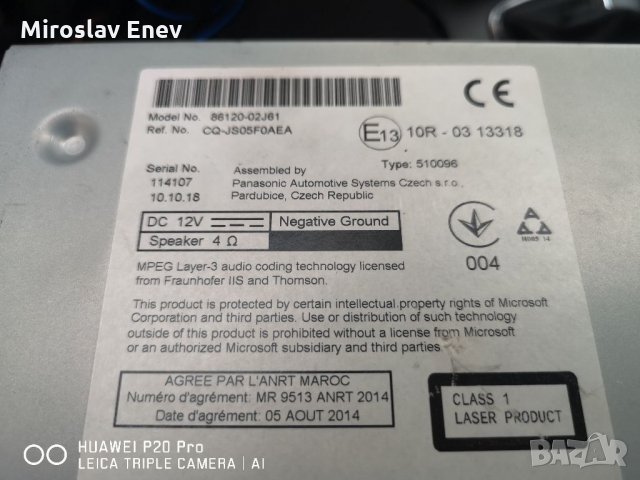 Miroslav Enev
Model No. 86120-02J61
Ref. No. CQ-JS05F0AEA
CE
E13 10R - 03 13318
Type: 510096
Serial No.
114107
10.10.18
Assembled by
Panasonic Automotive Systems Czech s.r.o.
Pardubice, Czech Republic
DC 12V
Negative Ground
Speaker 4 Ω
004
MPEG Layer-3 audio coding technology licensed
from Fraunhofer IIS and Thomson.
This product is protected by certain intellectual property rights of Microsoft
Corporation and third parties. Use or distribution of such technology
outside of this product is prohibited without a license from Microsoft
or an authorized Microsoft subsidiary and third parties.
AGREE PAR L'ANRT MAROC
Numéro d'agrément: MR 9513 ANRT 2014
Date d'agrément: 05 AOUT 2014
CLASS 1
LASER PRODUCT
HUAWEI P20 Pro
LEICA TRIPLE CAMERA | AI
BAZAR